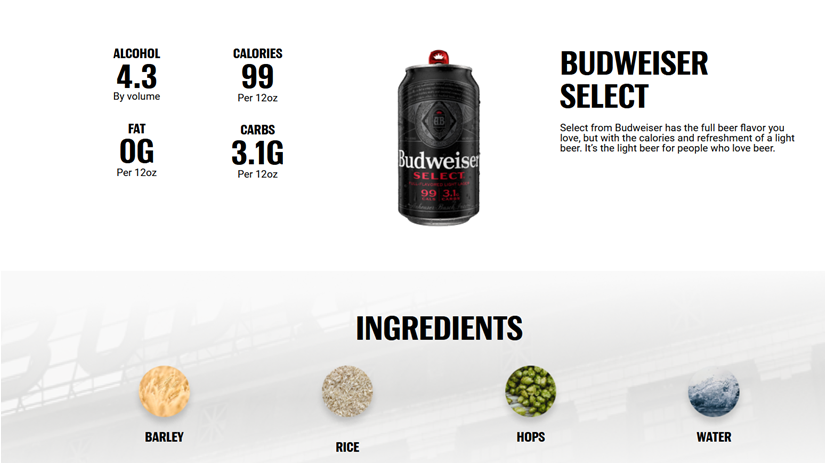 ALCOHOL
4.3
By volume
CALORIES
99
Per 12oz
FAT
0G
Per 12oz
CARBS
3.1G
Per 12oz
Budweiser
SELECT
99 3.1
BUDWEISER
SELECT
Select from Budweiser has the full beer flavor you
love, but with the calories and refreshment of a light
beer. It's the light beer for people who love beer.
INGREDIENTS
BARLEY
RICE
HOPS
WATER